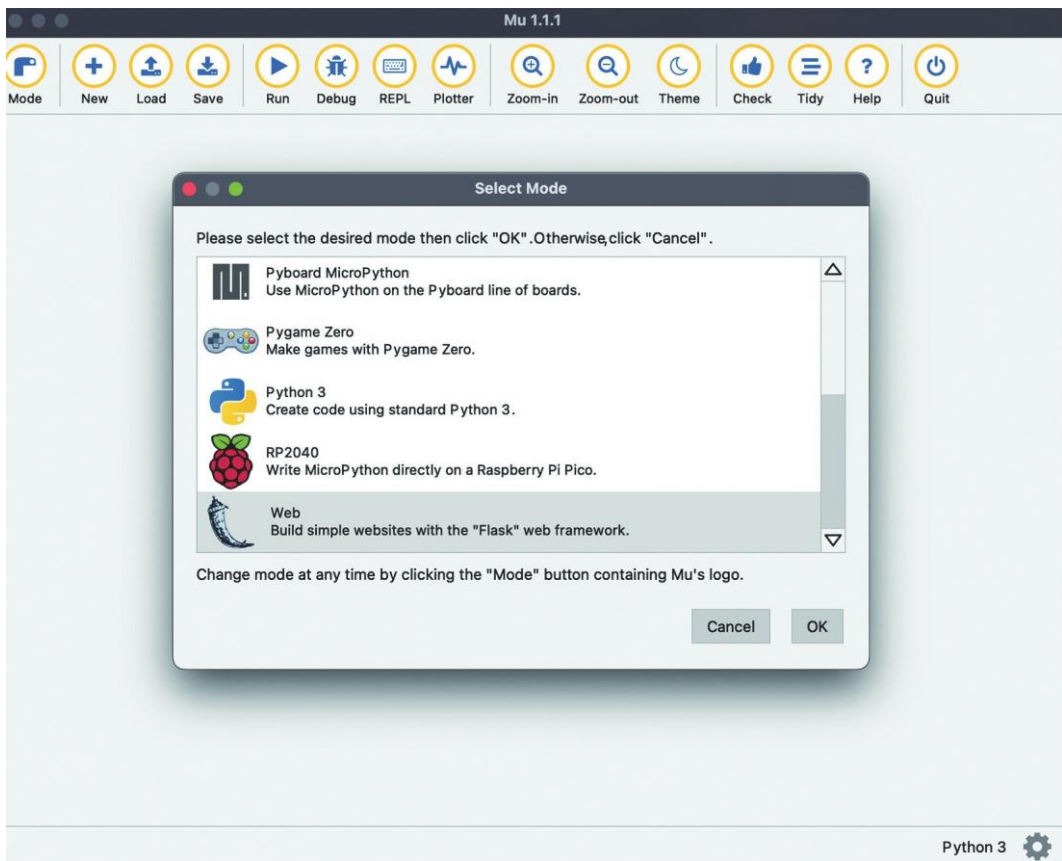 Mu 1.1.1
Mode New Load Save Run Debug REPL Plotter Zoom-in Zoom-out Theme Check Tidy Help Quit
Select Mode
Please select the desired mode then click "OK".Otherwise,click "Cancel".
Pyboard MicroPython
Use MicroPython on the Pyboard line of boards.
Pygame Zero
Make games with Pygame Zero.
Python 3
Create code using standard Python 3.
RP2040
Write MicroPython directly on a Raspberry Pi Pico.
Web
Build simple websites with the "Flask" web framework.
Change mode at any time by clicking the "Mode" button containing Mu's logo.
Cancel OK
Python 3